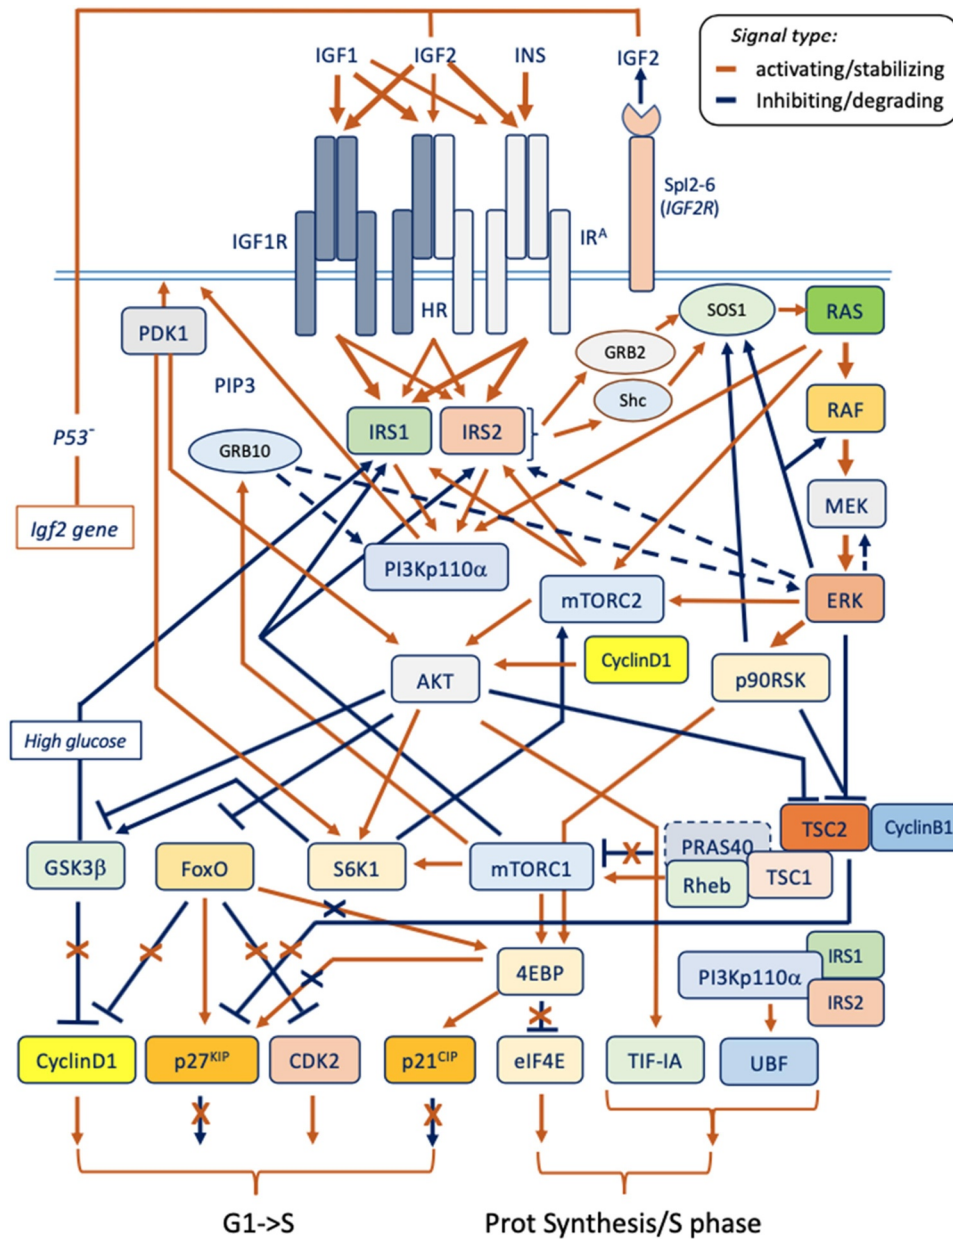 Signal type:
activating/stabilizing
Inhibiting/degrading
IGF1
IGF2
INS
IGF2
Spl2-6
(IGF2R)
IGF1R
IRᴬ
HR
PDK1
SOS1
RAS
GRB2
PIP3
Shc
RAF
P53⁻
IRS1
IRS2
GRB10
MEK
Igf2 gene
PI3Kp110α
mTORC2
ERK
CyclinD1
AKT
p90RSK
High glucose
TSC2
CyclinB1
PRAS40
GSK3β
FoxO
S6K1
mTORC1
Rheb
TSC1
4EBP
IRS1
PI3Kp110α
IRS2
CyclinD1
p27ᴷᴵᴾ
CDK2
p21ᶜᴵᴾ
eIF4E
TIF-IA
UBF
G1->S
Prot Synthesis/S phase